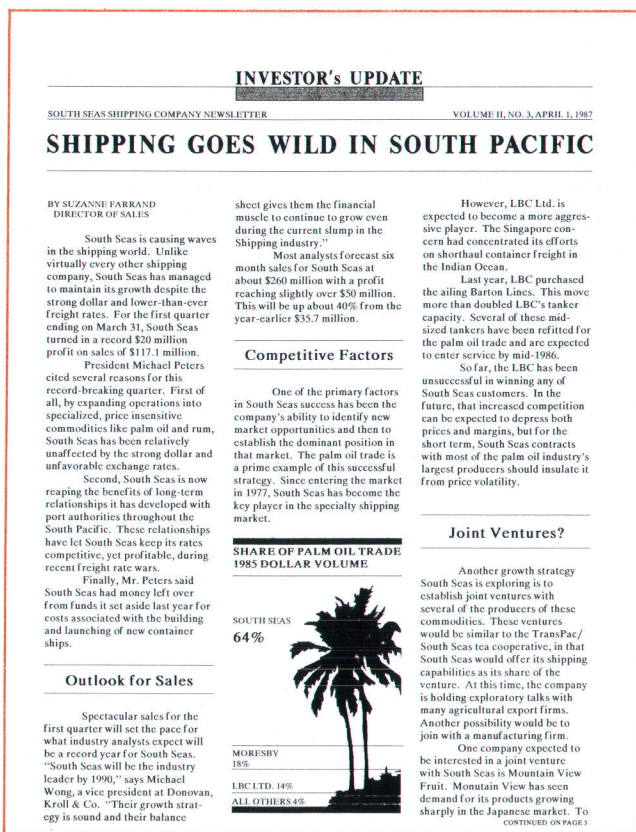 INVESTOR's UPDATE
SOUTH SEAS SHIPPING COMPANY NEWSLETTER
VOLUME II, NO. 3, APRIL 1, 1987
SHIPPING GOES WILD IN SOUTH PACIFIC
BY SUZANNE FARRAND
DIRECTOR OF SALES
South Seas is causing waves
in the shipping world. Unlike
virtually every other shipping
company, South Seas has managed
to maintain its growth despite the
strong dollar and lower-than-ever
freight rates. For the first quarter
ending on March 31, South Seas
turned in a record $20 million
profit on sales of $117.1 million.
President Michael Peters
cited several reasons for this
record-breaking quarter. First of
all, by expanding operations into
specialized, price insensitive
commodities like palm oil and rum,
South Seas has been relatively
unaffected by the strong dollar and
unfavorable exchange rates.
Second, South Seas is now
reaping the benefits of long-term
relationships it has developed with
port authorities throughout the
South Pacific. These relationships
have let South Seas keep its rates
competitive, yet profitable, during
recent freight rate wars.
Finally, Mr. Peters said
South Seas had money left over
from funds it set aside last year for
costs associated with the building
and launching of new container
ships.
Outlook for Sales
Spectacular sales for the
first quarter will set the pace for
what industry analysts expect will
be a record year for South Seas.
"South Seas will be the industry
leader by 1990," says Michael
Wong, a vice president at Donovan,
Kroll & Co. "Their growth strat-
egy is sound and their balance
sheet gives them the financial
muscle to continue to grow even
during the current slump in the
Shipping industry."
Most analysts forecast six
month sales for South Seas at
about $260 million with a profit
reaching slightly over $50 million.
This will be up about 40% from the
year-earlier $35.7 million.
Competitive Factors
One of the primary factors
in South Seas success has been the
company's ability to identify new
market opportunities and then to
establish the dominant position in
that market. The palm oil trade is
a prime example of this successful
strategy. Since entering the market
in 1977, South Seas has become the
key player in the specialty shipping
market.
SHARE OF PALM OIL TRADE
1985 DOLLAR VOLUME
SOUTH SEAS
64%
MORESBY
18%
LBC LTD. 14%
ALL OTHERS 4%
However, LBC Ltd. is
expected to become a more aggres-
sive player. The Singapore con-
cern had concentrated its efforts
on shorthaul container freight in
the Indian Ocean.
Last year, LBC purchased
the ailing Barton Lines. This move
more than doubled LBC's tanker
capacity. Several of these mid-
sized tankers have been refitted for
the palm oil trade and are expected
to enter service by mid-1986.
So far, the LBC has been
unsuccessful in winning any of
South Seas customers. In the
future, that increased competition
can be expected to depress both
prices and margins, but for the
short term, South Seas contracts
with most of the palm oil industry's
largest producers should insulate it
from price volatility.
Joint Ventures?
Another growth strategy
South Seas is exploring is to
establish joint ventures with
several of the producers of these
commodities. These ventures
would be similar to the TransPac/
South Seas tea cooperative, in that
South Seas would offer its shipping
capabilities as its share of the
venture. At this time, the company
is holding exploratory talks with
many agricultural export firms.
Another possibility would be to
join with a manufacturing firm.
One company expected to
be interested in a joint venture
with South Seas is Mountain View
Fruit. Monutain View has seen
demand for its products growing
sharply in the Japanese market. To
CONTINUED ON PAGE 3